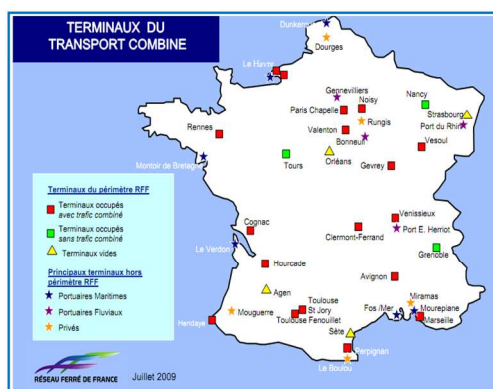 TERMINAUX DU
TRANSPORT COMBINE
Dunkerque
Dourges
Le Havre
Gennevilliers
Noisy
Nancy
Paris Chapelle
Rungis
Strasbourg
Port du Rhin
Rennes
Valenton
Bonneuil
Vesoul
Montoir de Bretagne
Tours
Orléans
Gevrey
Terminaux du périmètre RFF
Terminaux occupés
avec trafic combiné
Terminaux occupés
sans trafic combiné
Terminaux vides
Principaux terminaux hors
périmètre RFF
Portuaires Maritimes
Portuaires Fluviaux
Privés
Cognac
Venissieux
Clermont-Ferrand
Port E. Herriot
Le Verdon
Grenoble
Hourcade
Avignon
Agen
Miramas
Toulouse
St Jory
Fos /Mer
Mourepiane
Mouguerre
Toulouse Fenouillet
Marseille
Hendaye
Sète
Perpignan
Le Boulou
RÉSEAU FERRÉ DE FRANCE
Juillet 2009